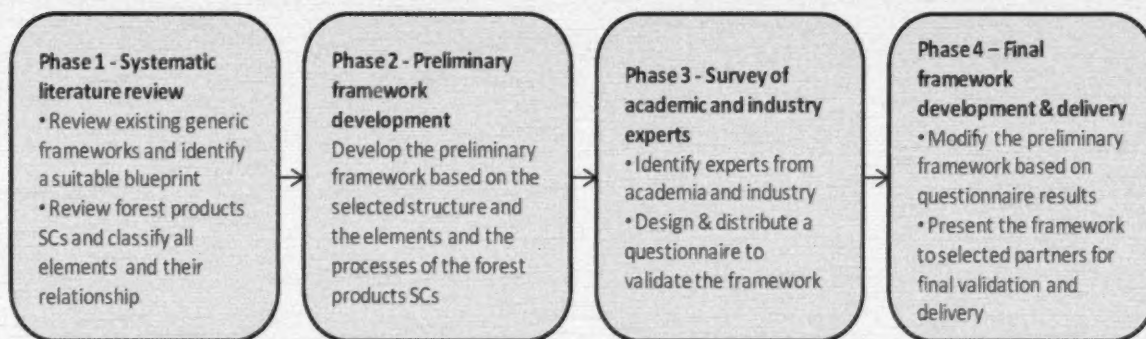 Phase 1 - Systematic
literature review
• Review existing generic
frameworks and identify
a suitable blueprint
• Review forest products
SCs and classify all
elements and their
relationship
Phase 2 - Preliminary
framework
development
Develop the preliminary
framework based on the
selected structure and
the elements and the
processes of the forest
products SCs
Phase 3 - Survey of
academic and industry
experts
• Identify experts from
academia and industry
• Design & distribute a
questionnaire to
validate the framework
Phase 4 – Final
framework
development & delivery
• Modify the preliminary
framework based on
questionnaire results
• Present the framework
to selected partners for
final validation and
delivery